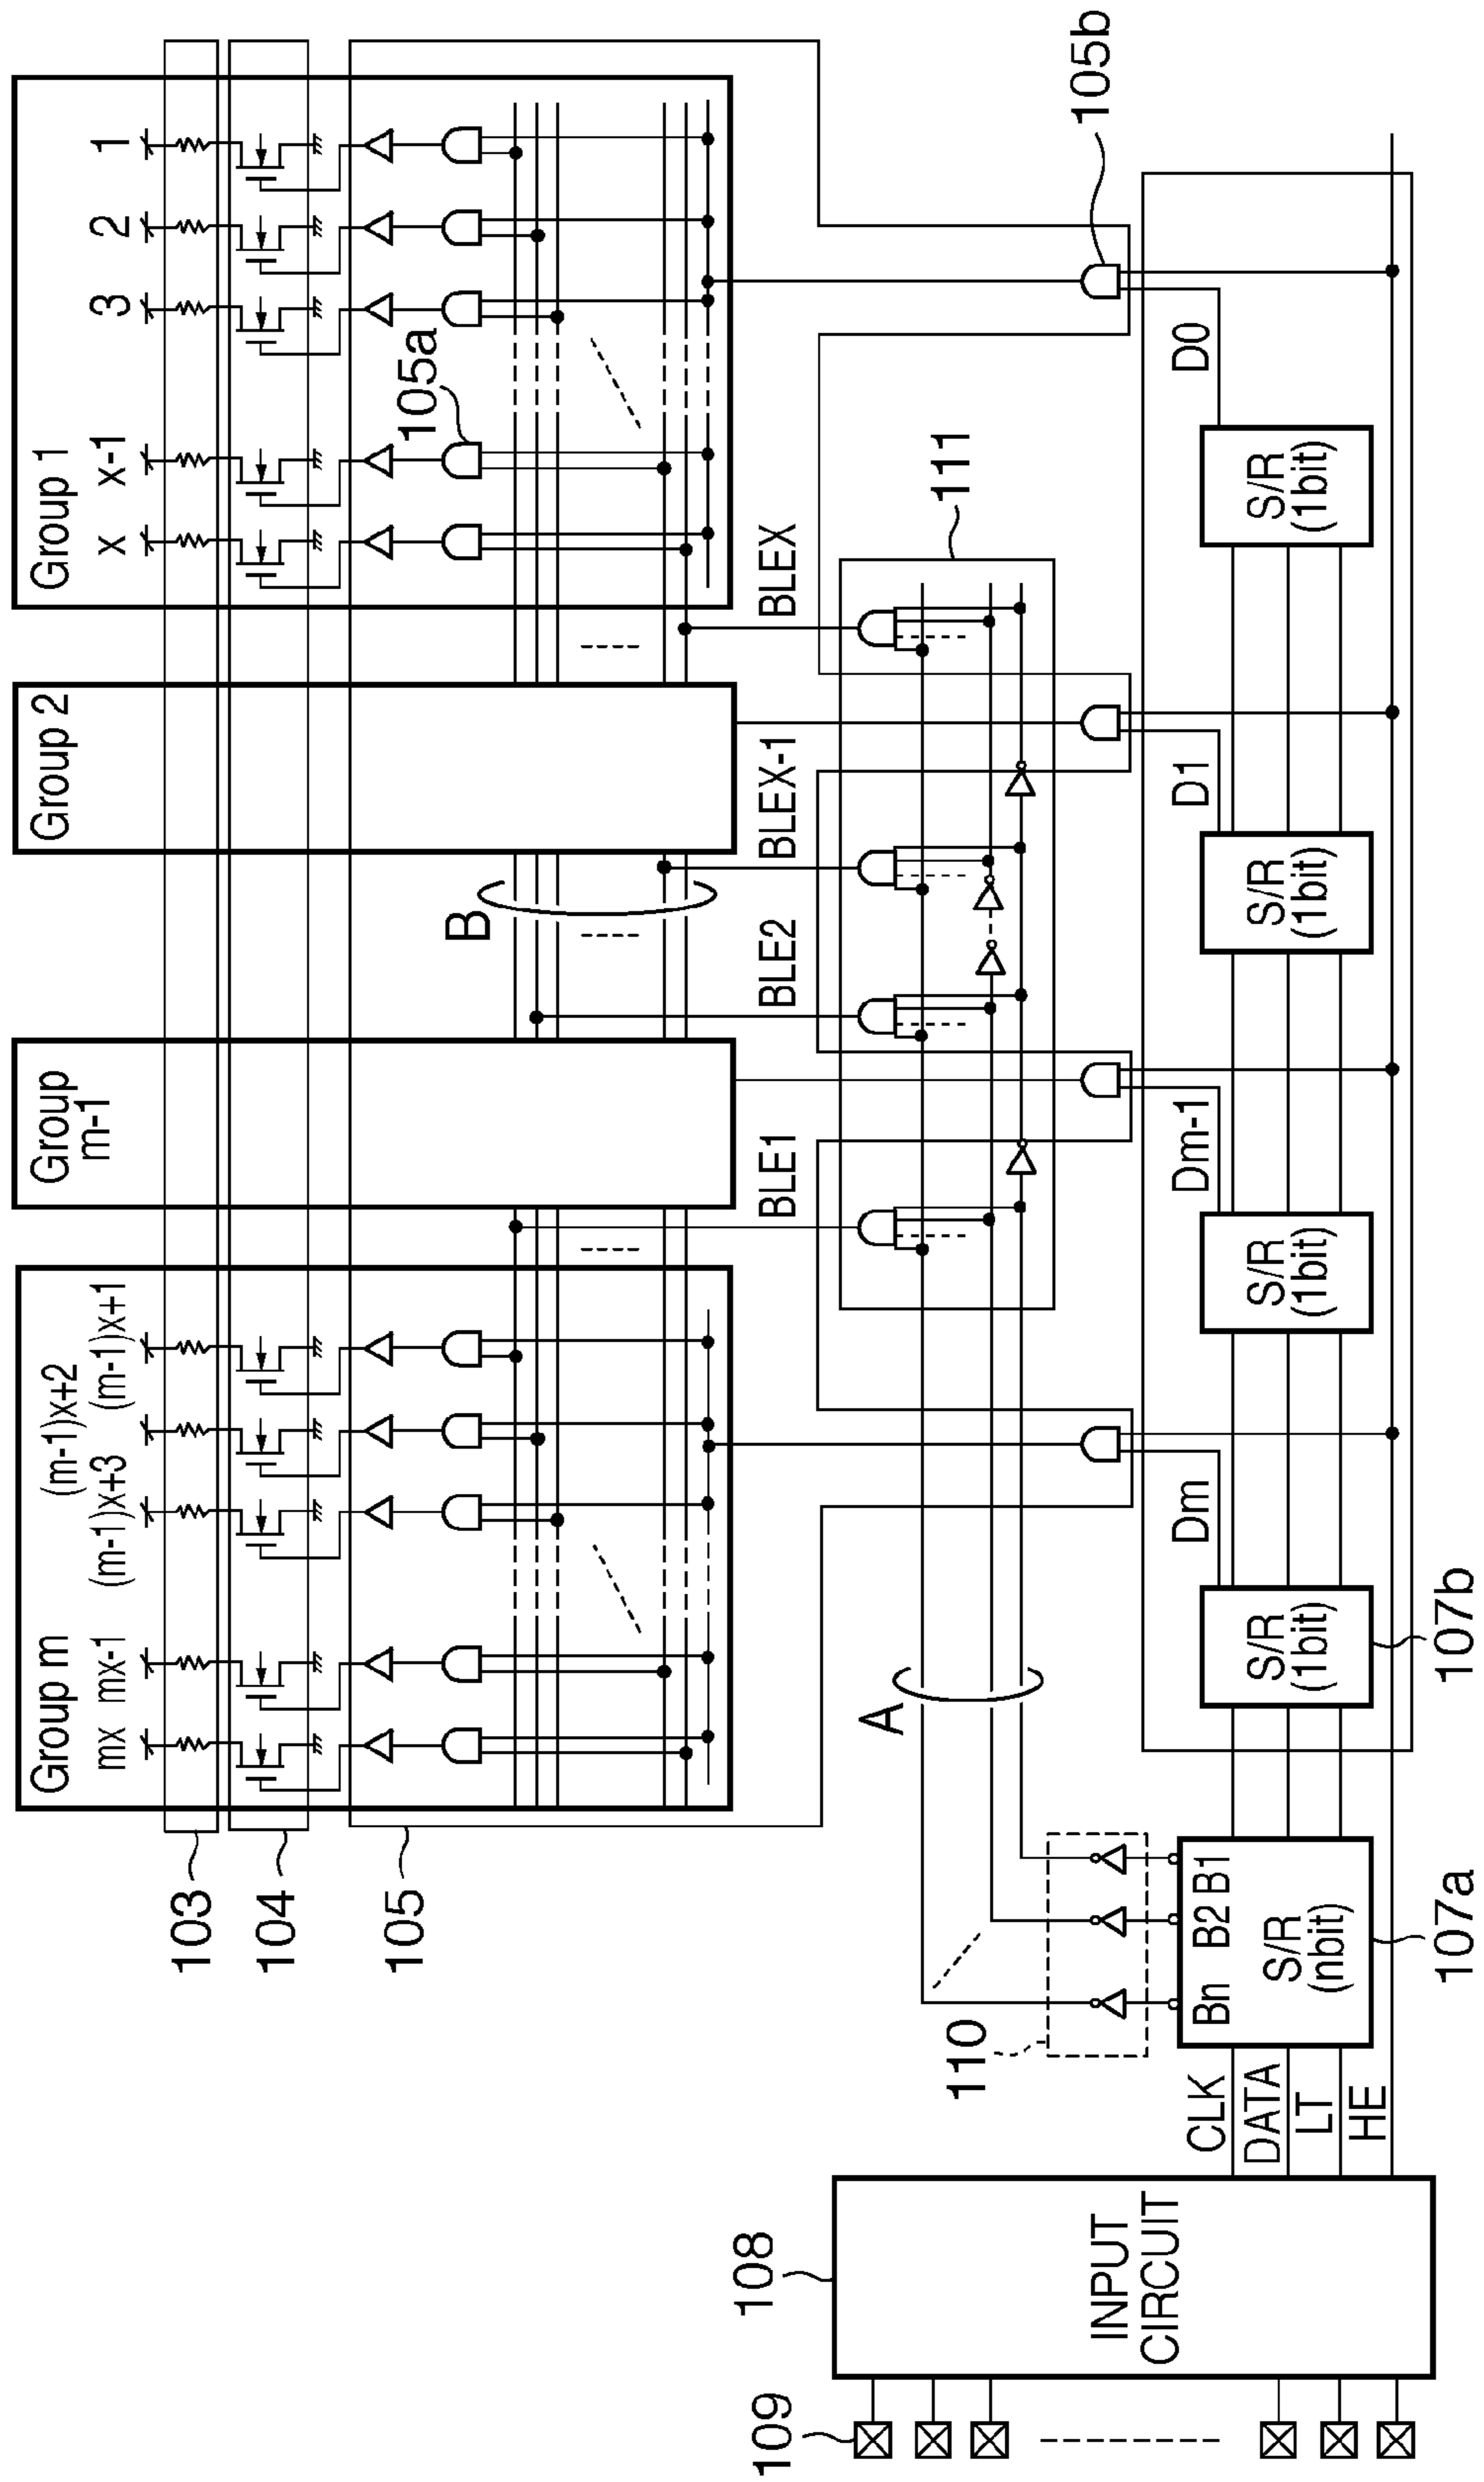 Group m
mx
mx-1
(m-1)x+3
(m-1)x+2
(m-1)x+1
Group
m-1
Group 2
Group 1
x
x-1
3
2
1
103
104
105
105a
B
BLE1
BLE2
BLEX-1
BLEX
111
105b
A
110
Dm
Dm-1
D1
D0
108
109
INPUT
CIRCUIT
CLK
DATA
LT
HE
Bn
B2
B1
S/R
(nbit)
S/R
(1bit)
S/R
(1bit)
S/R
(1bit)
S/R
(1bit)
107a
107b